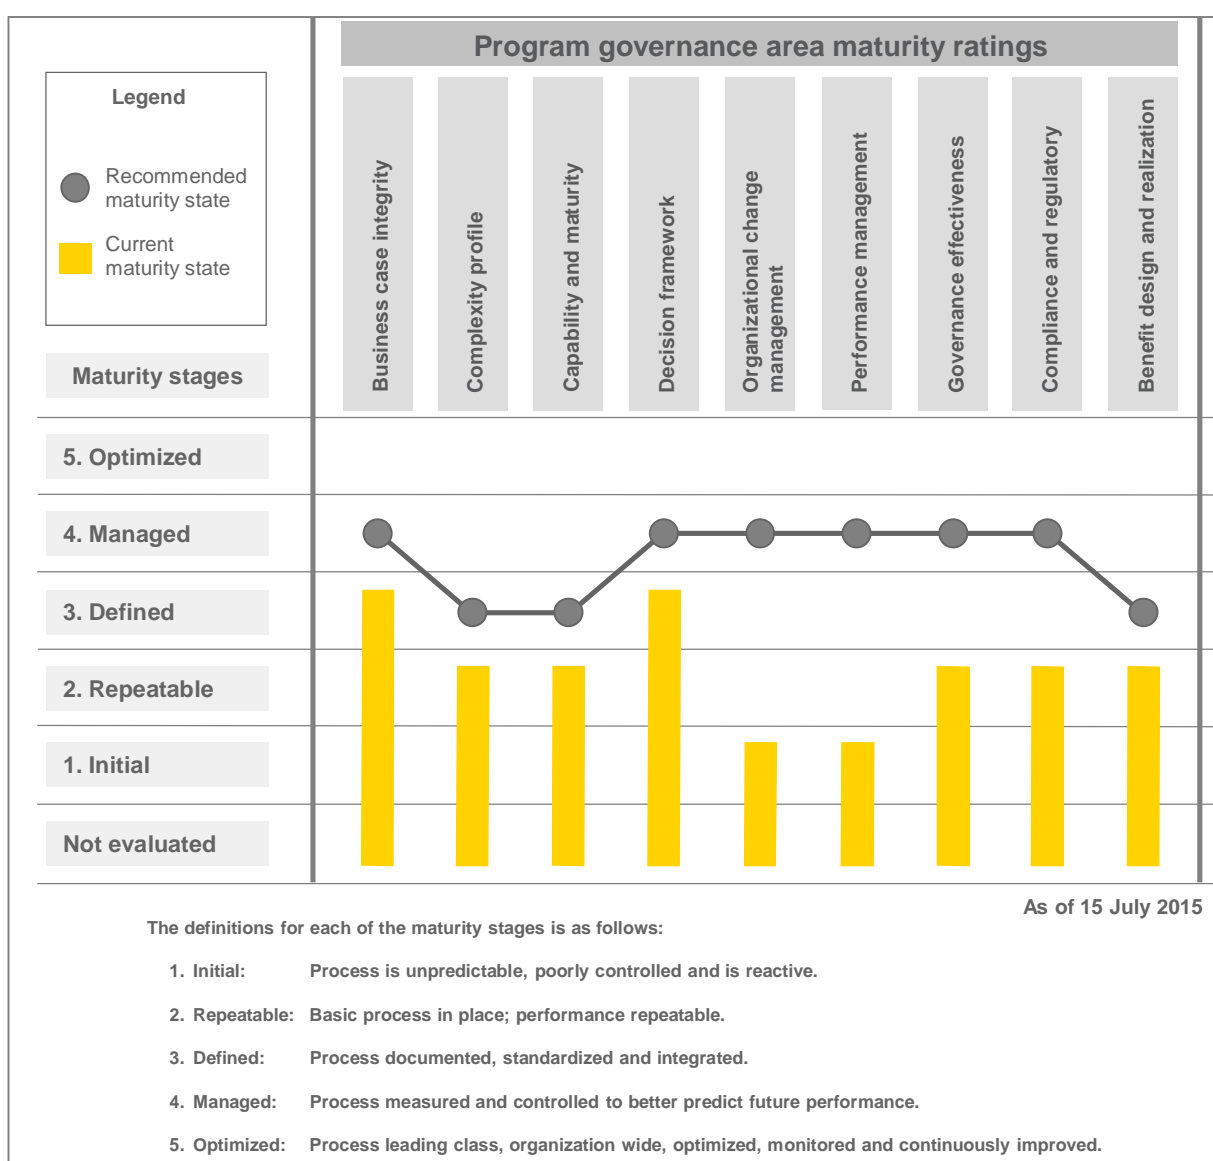 Program governance area maturity ratings
Legend
Recommended
maturity state
Current
maturity state
Maturity stages
Business case integrity
Complexity profile
Capability and maturity
Decision framework
Organizational change
management
Performance management
Governance effectiveness
Compliance and regulatory
Benefit design and realization
5. Optimized
4. Managed
3. Defined
2. Repeatable
1. Initial
Not evaluated
As of 15 July 2015
The definitions for each of the maturity stages is as follows:
1. Initial: Process is unpredictable, poorly controlled and is reactive.
2. Repeatable: Basic process in place; performance repeatable.
3. Defined: Process documented, standardized and integrated.
4. Managed: Process measured and controlled to better predict future performance.
5. Optimized: Process leading class, organization wide, optimized, monitored and continuously improved.